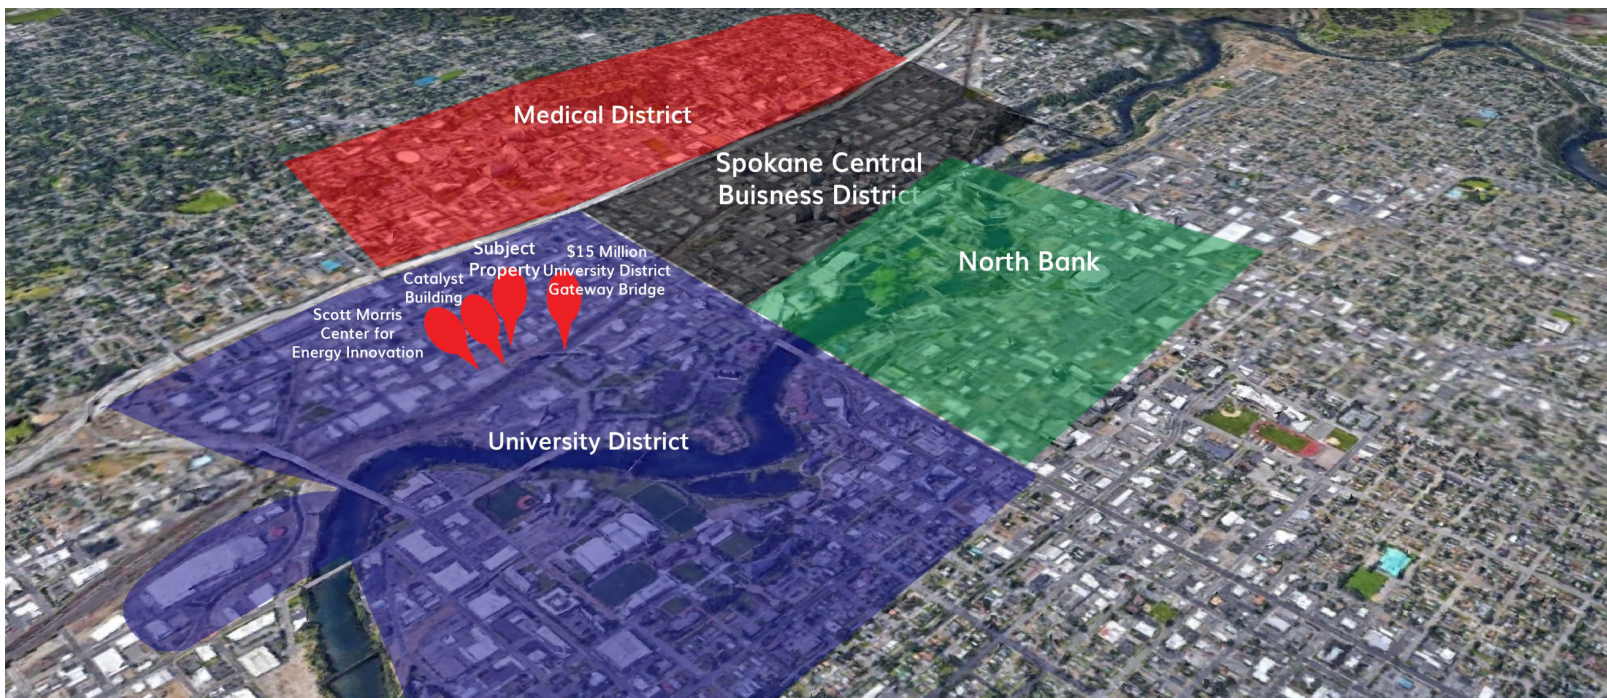 Medical District
Spokane Central
Buisness District
North Bank
Subject
Property
$15 Million
University District
Gateway Bridge
Catalyst
Building
Scott Morris
Center for
Energy Innovation
University District